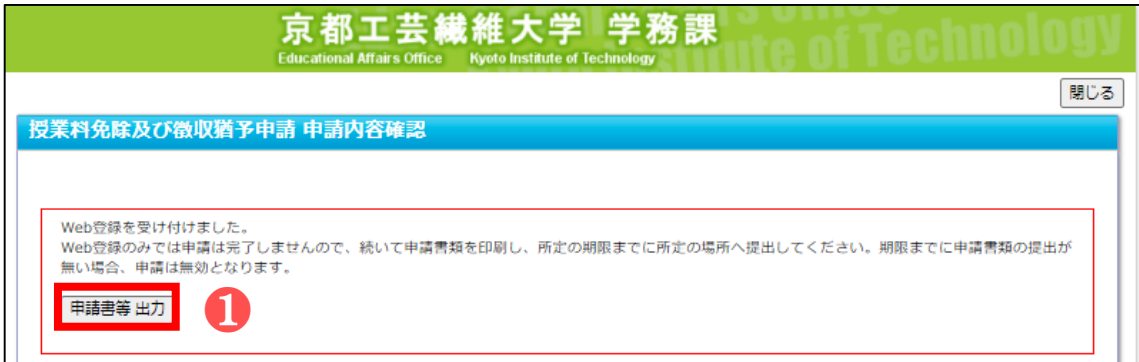 京都工芸繊維大学 学務課
Educational Affairs Office Kyoto Institute of Technology
閉じる
授業料免除及び徴収猶予申請 申請内容確認
Web登録を受け付けました。
Web登録のみでは申請は完了しませんので、続いて申請書類を印刷し、所定の期限までに所定の場所へ提出してください。期限までに申請書類の提出が
無い場合、申請は無効となります。
申請書等 出力
1